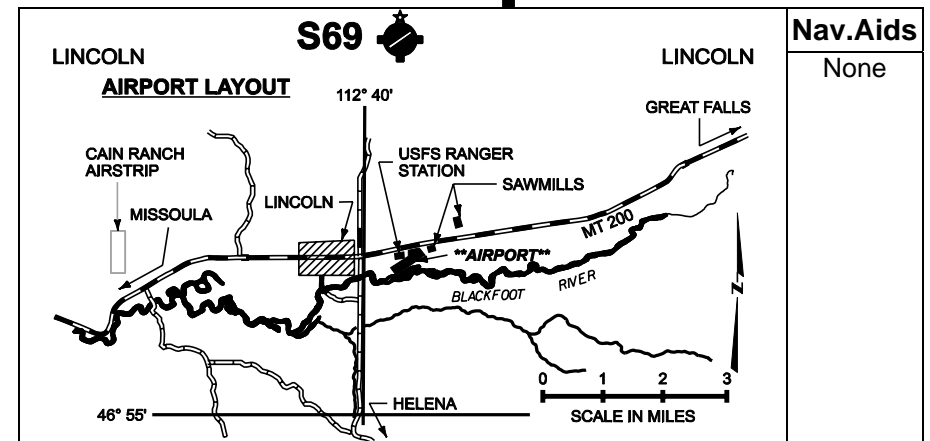 S69
LINCOLN
LINCOLN
AIRPORT LAYOUT
112° 40'
GREAT FALLS
CAIN RANCH
AIRSTRIP
USFS RANGER
STATION
SAWMILLS
MISSOULA
LINCOLN
MT 200
**AIRPORT**
BLACKFOOT
RIVER
N
0 1 2 3
SCALE IN MILES
46° 55'
HELENA
Nav.Aids
None